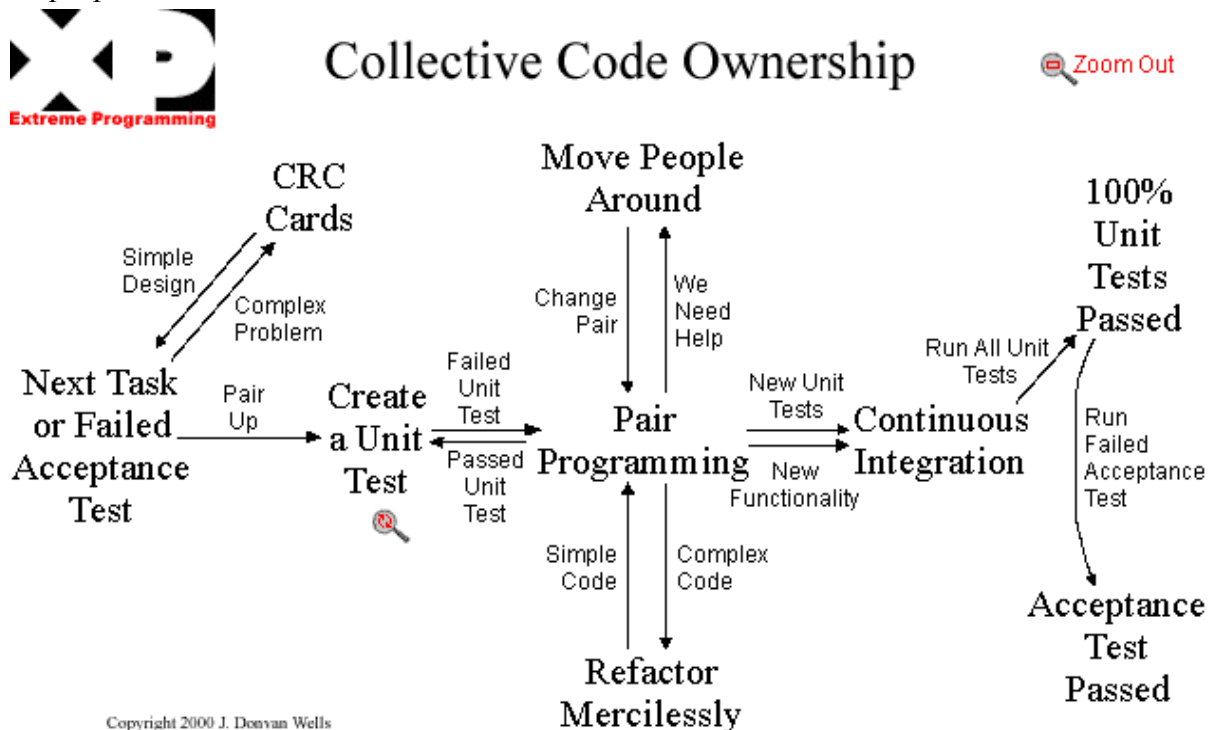 XP
Extreme Programming
Collective Code Ownership
Zoom Out
CRC
Cards
Simple
Design
Complex
Problem
Next Task
or Failed
Acceptance
Test
Pair
Up
Create
a Unit
Test
Failed
Unit
Test
Passed
Unit
Test
Move People
Around
Change
Pair
We
Need
Help
Pair
Programming
Simple
Code
Complex
Code
Refactor
Mercilessly
New Unit
Tests
New
Functionality
Continuous
Integration
Run All Unit
Tests
100%
Unit
Tests
Passed
Run
Failed
Acceptance
Test
Acceptance
Test
Passed
Copyright 2000 J. Donvan Wells